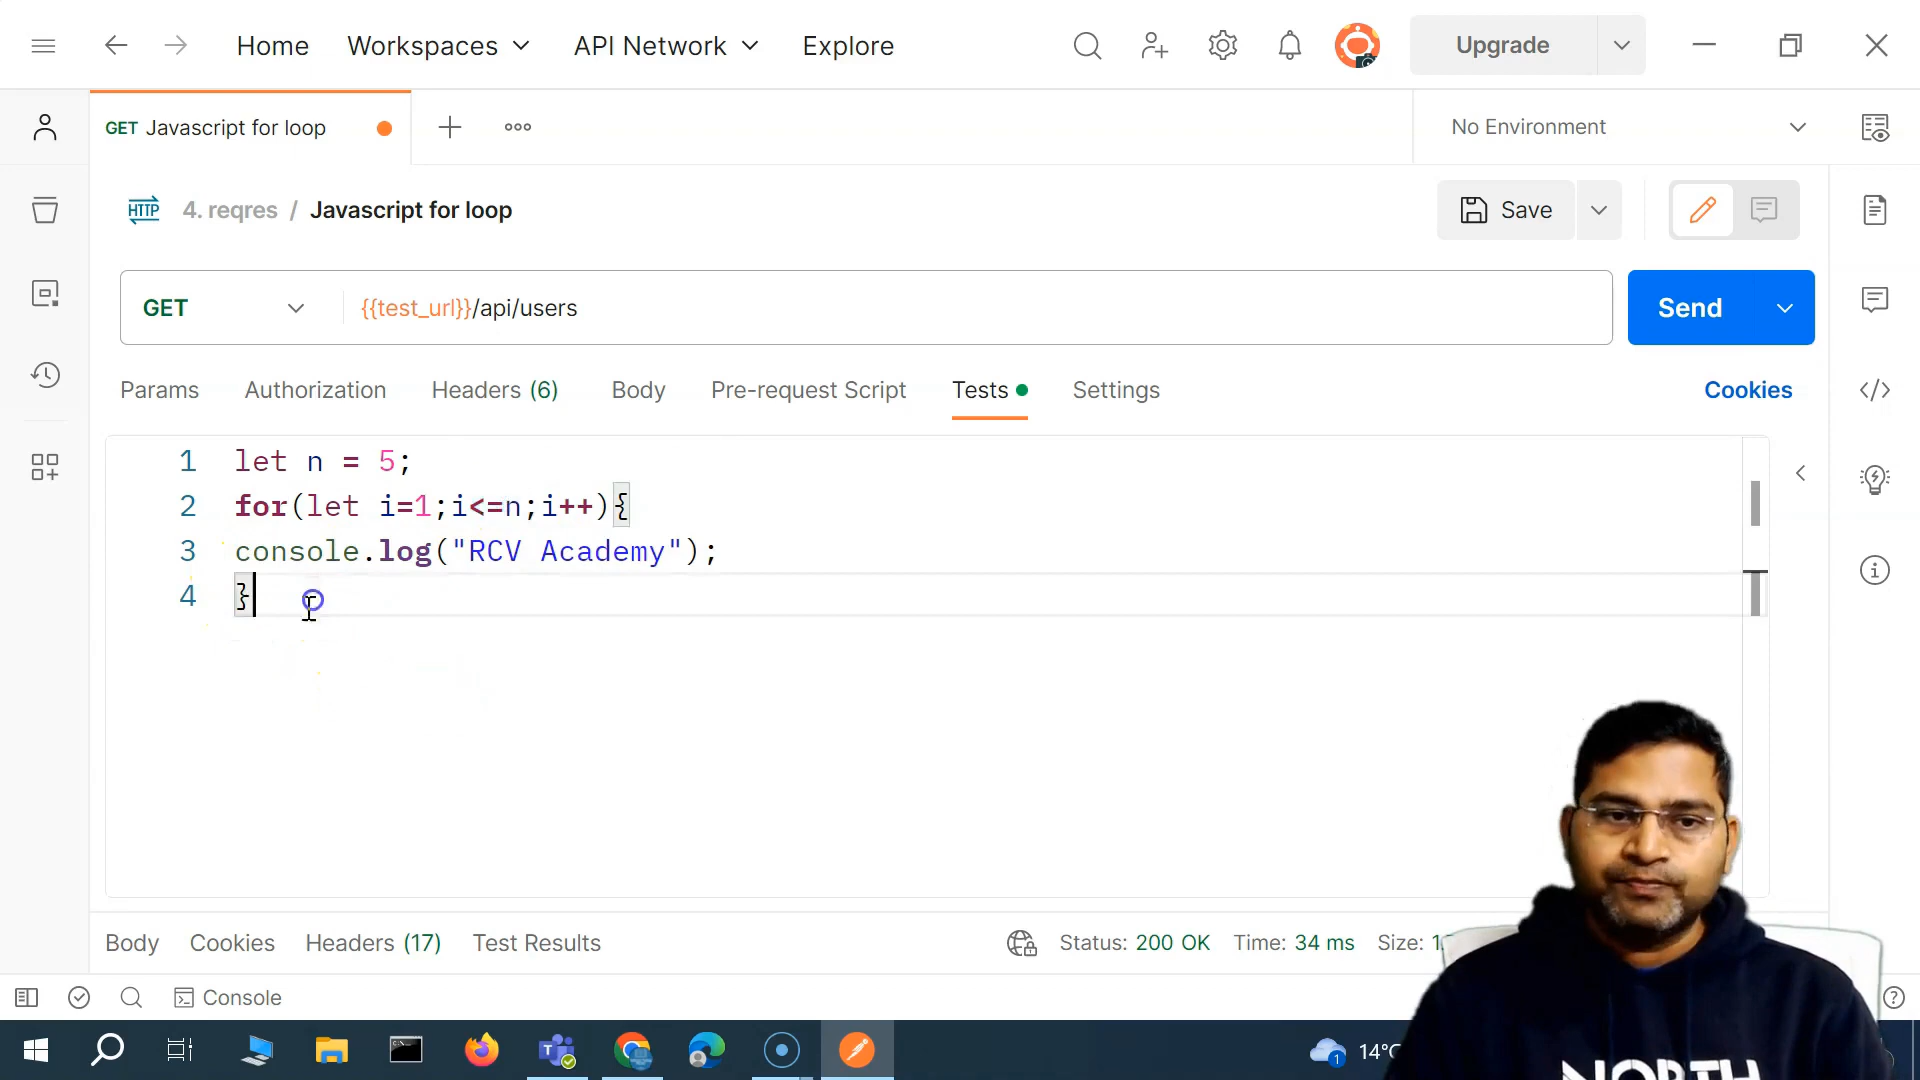 Home Workspaces API Network Explore Upgrade
GET Javascript for loop No Environment
HTTP 4. reqres / Javascript for loop Save
GET {{test_url}}/api/users Send
Params Authorization Headers (6) Body Pre-request Script Tests Settings Cookies
1 let n = 5;
2 for(let i=1;i<=n;i++){
3 console.log("RCV Academy");
4 }
Body Cookies Headers (17) Test Results Status: 200 OK Time: 34 ms Size:
Console
1 14°C
NORTH